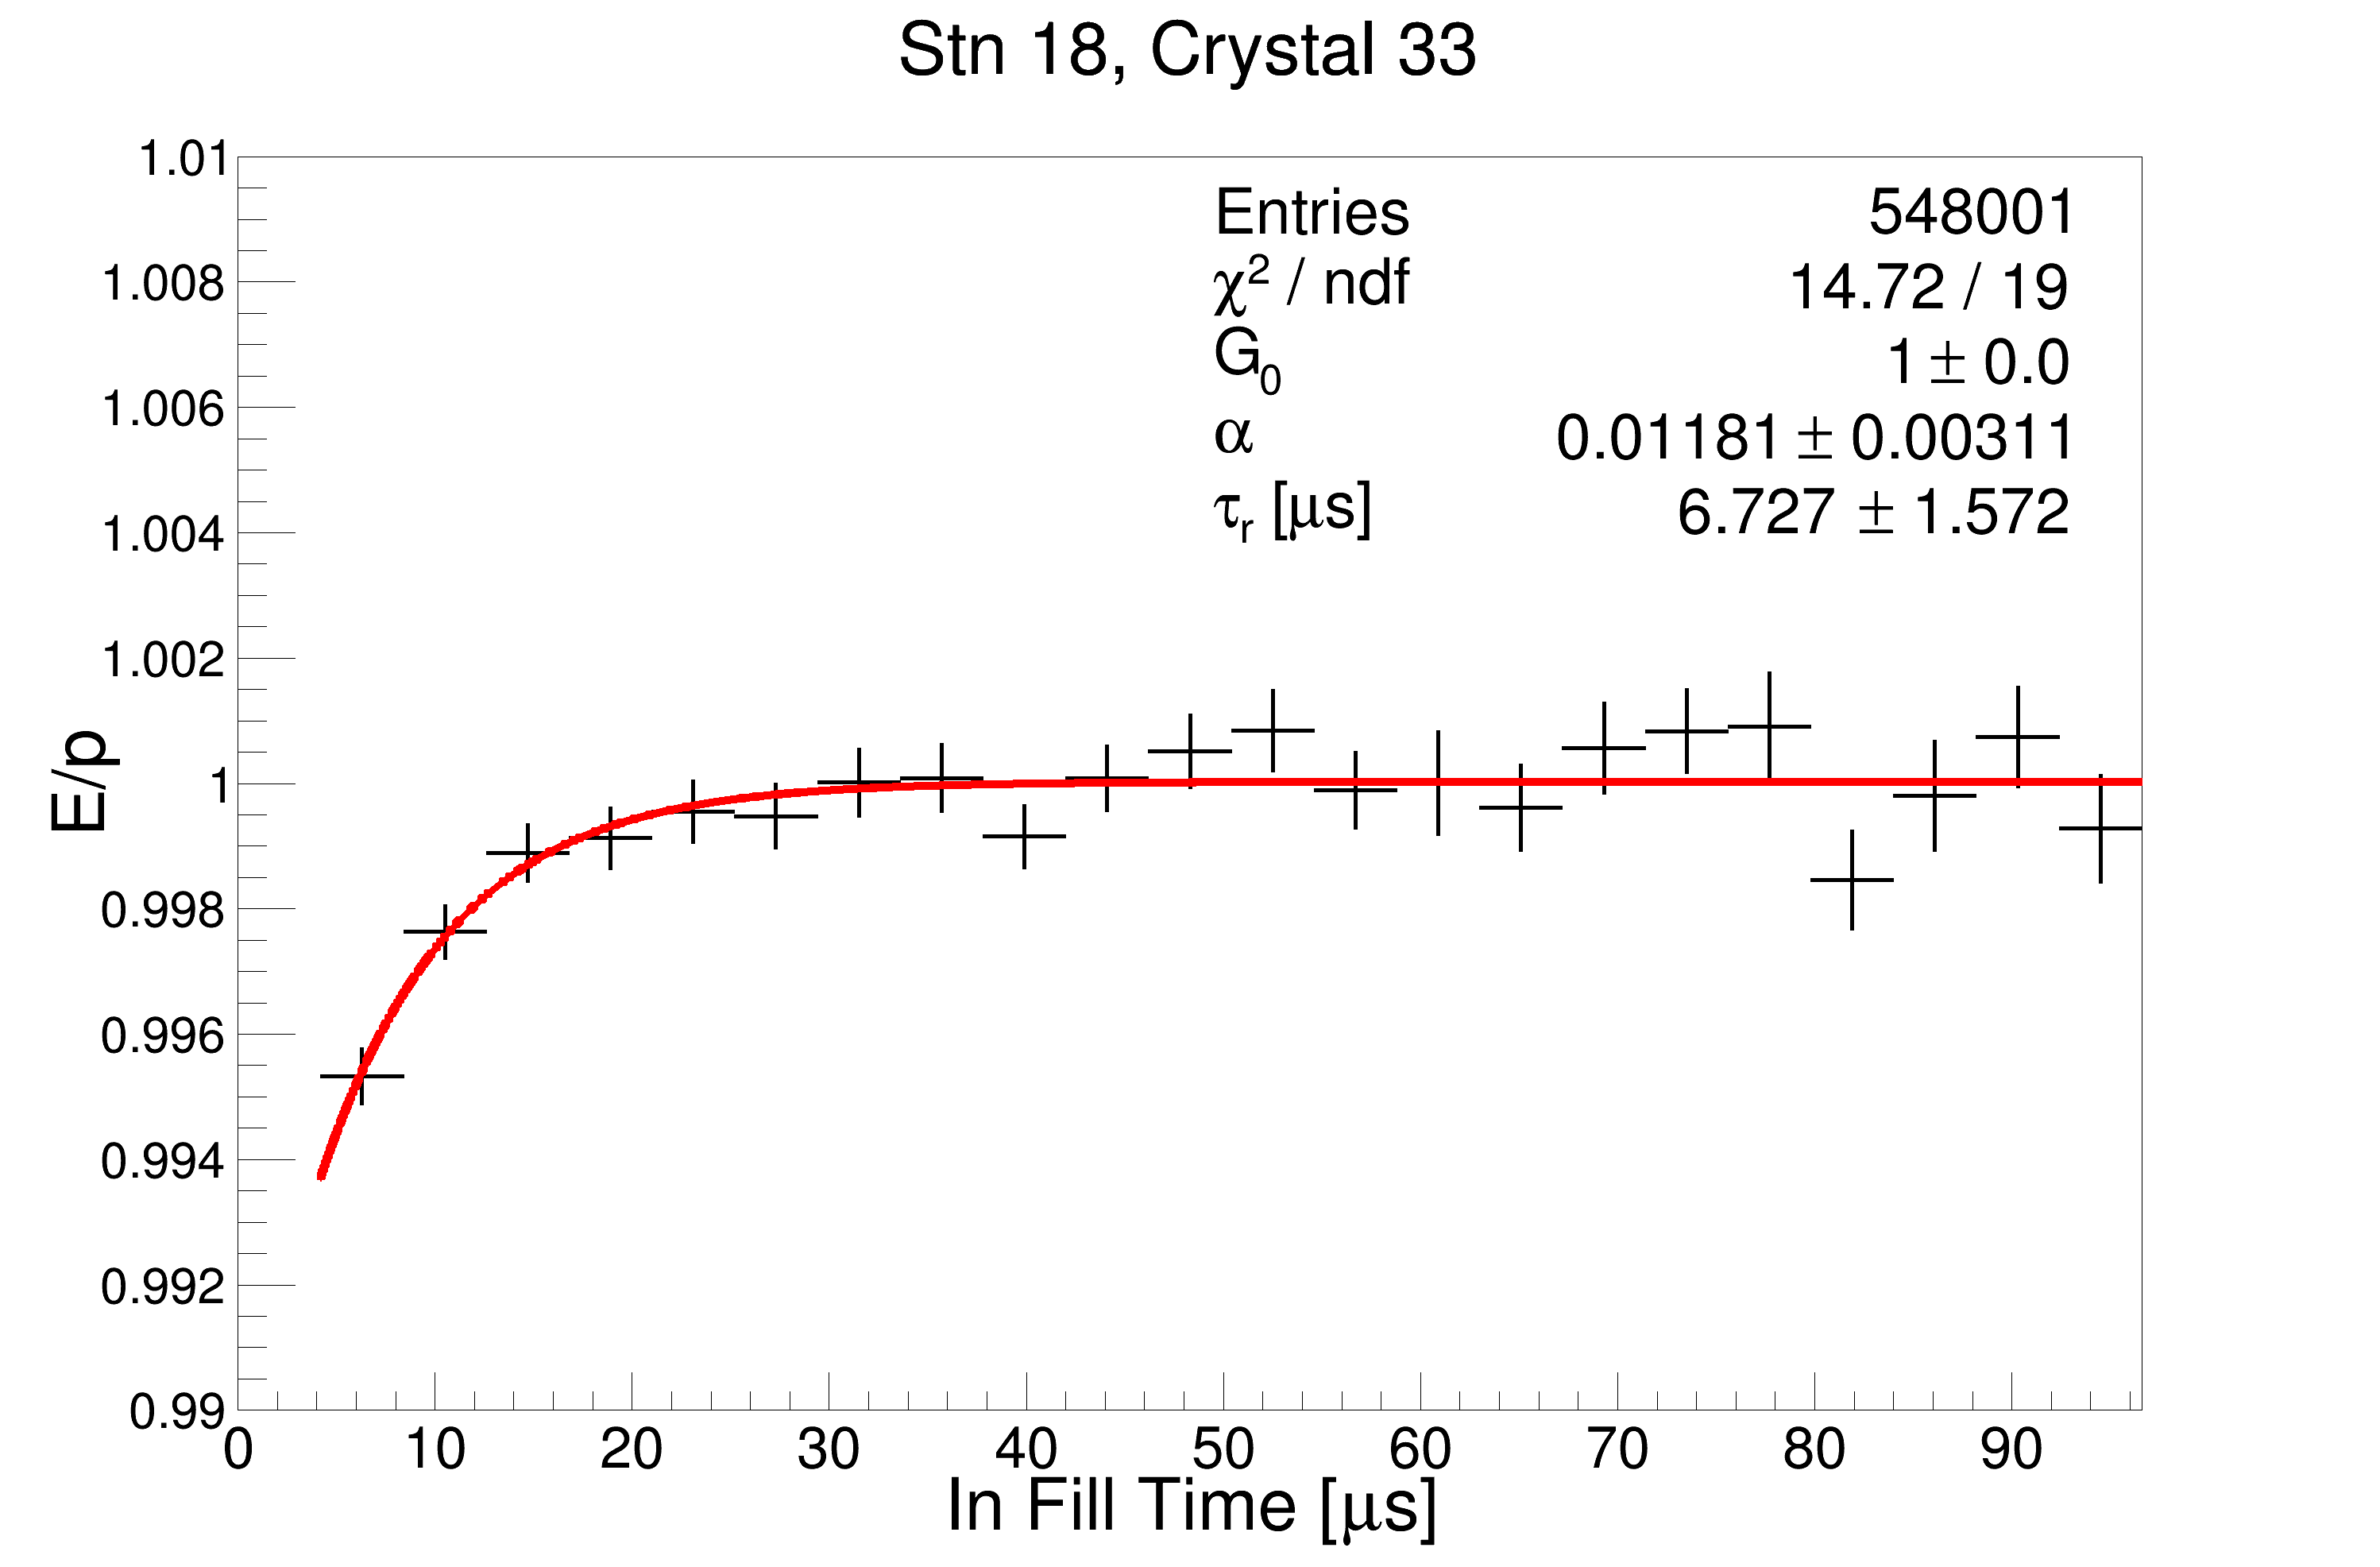 Stn 18, Crystal 33
Entries 548001
χ² / ndf 14.72 / 19
G₀ 1 ± 0.0
α 0.01181 ± 0.00311
τᵣ [μs] 6.727 ± 1.572
E/p
1.01
1.008
1.006
1.004
1.002
1
0.998
0.996
0.994
0.992
0.99
0 10 20 30 40 50 60 70 80 90
In Fill Time [μs]